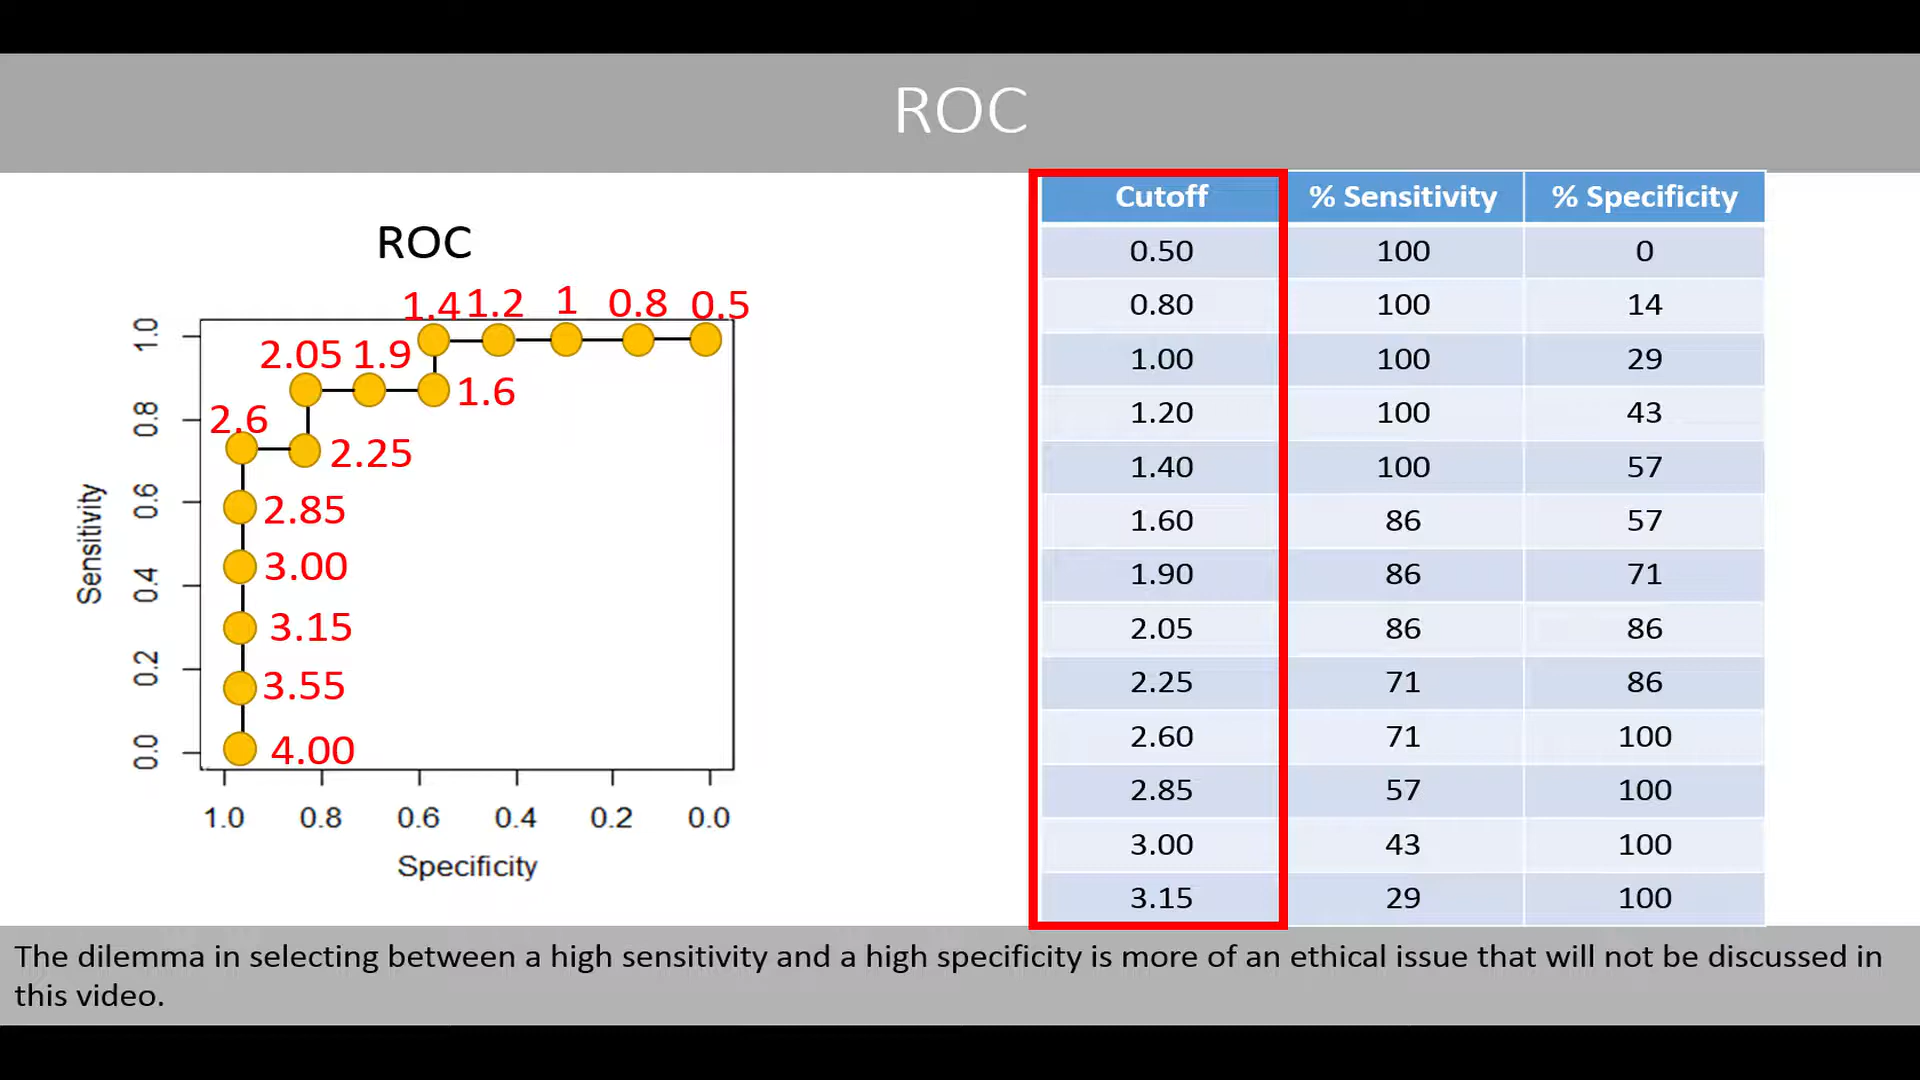 ROC
ROC
1.4 1.2 1 0.8 0.5
2.05 1.9
1.6
2.6
2.25
2.85
3.00
3.15
3.55
4.00
1.0
0.8
0.6
0.4
0.2
0.0
Sensitivity
1.0 0.8 0.6 0.4 0.2 0.0
Specificity
Cutoff % Sensitivity % Specificity
0.50 100 0
0.80 100 14
1.00 100 29
1.20 100 43
1.40 100 57
1.60 86 57
1.90 86 71
2.05 86 86
2.25 71 86
2.60 71 100
2.85 57 100
3.00 43 100
3.15 29 100
The dilemma in selecting between a high sensitivity and a high specificity is more of an ethical issue that will not be discussed in
this video.